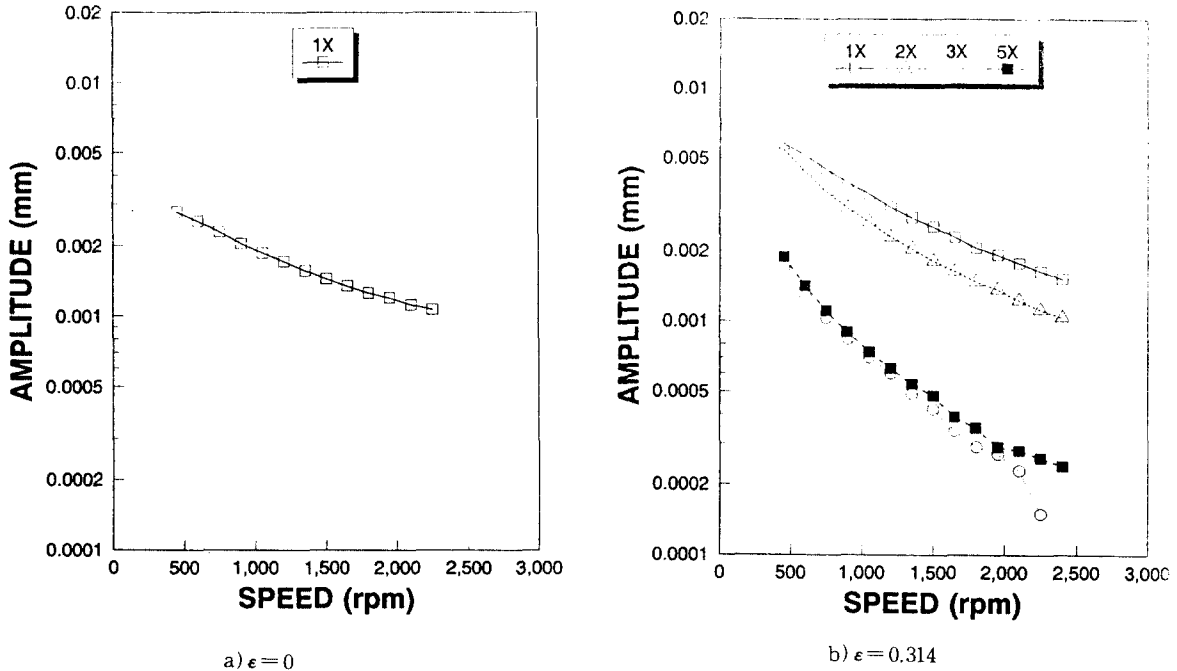 0.02
0.01
0.005
0.002
0.001
0.0005
0.0002
0.0001
AMPLITUDE (mm)
1X
0 500 1,000 1,500 2,000 2,500 3,000
SPEED (rpm)
a) ε=0
0.02
0.01
0.005
0.002
0.001
0.0005
0.0002
0.0001
AMPLITUDE (mm)
1X 2X 3X 5X
0 500 1,000 1,500 2,000 2,500 3,000
SPEED (rpm)
b) ε=0.314